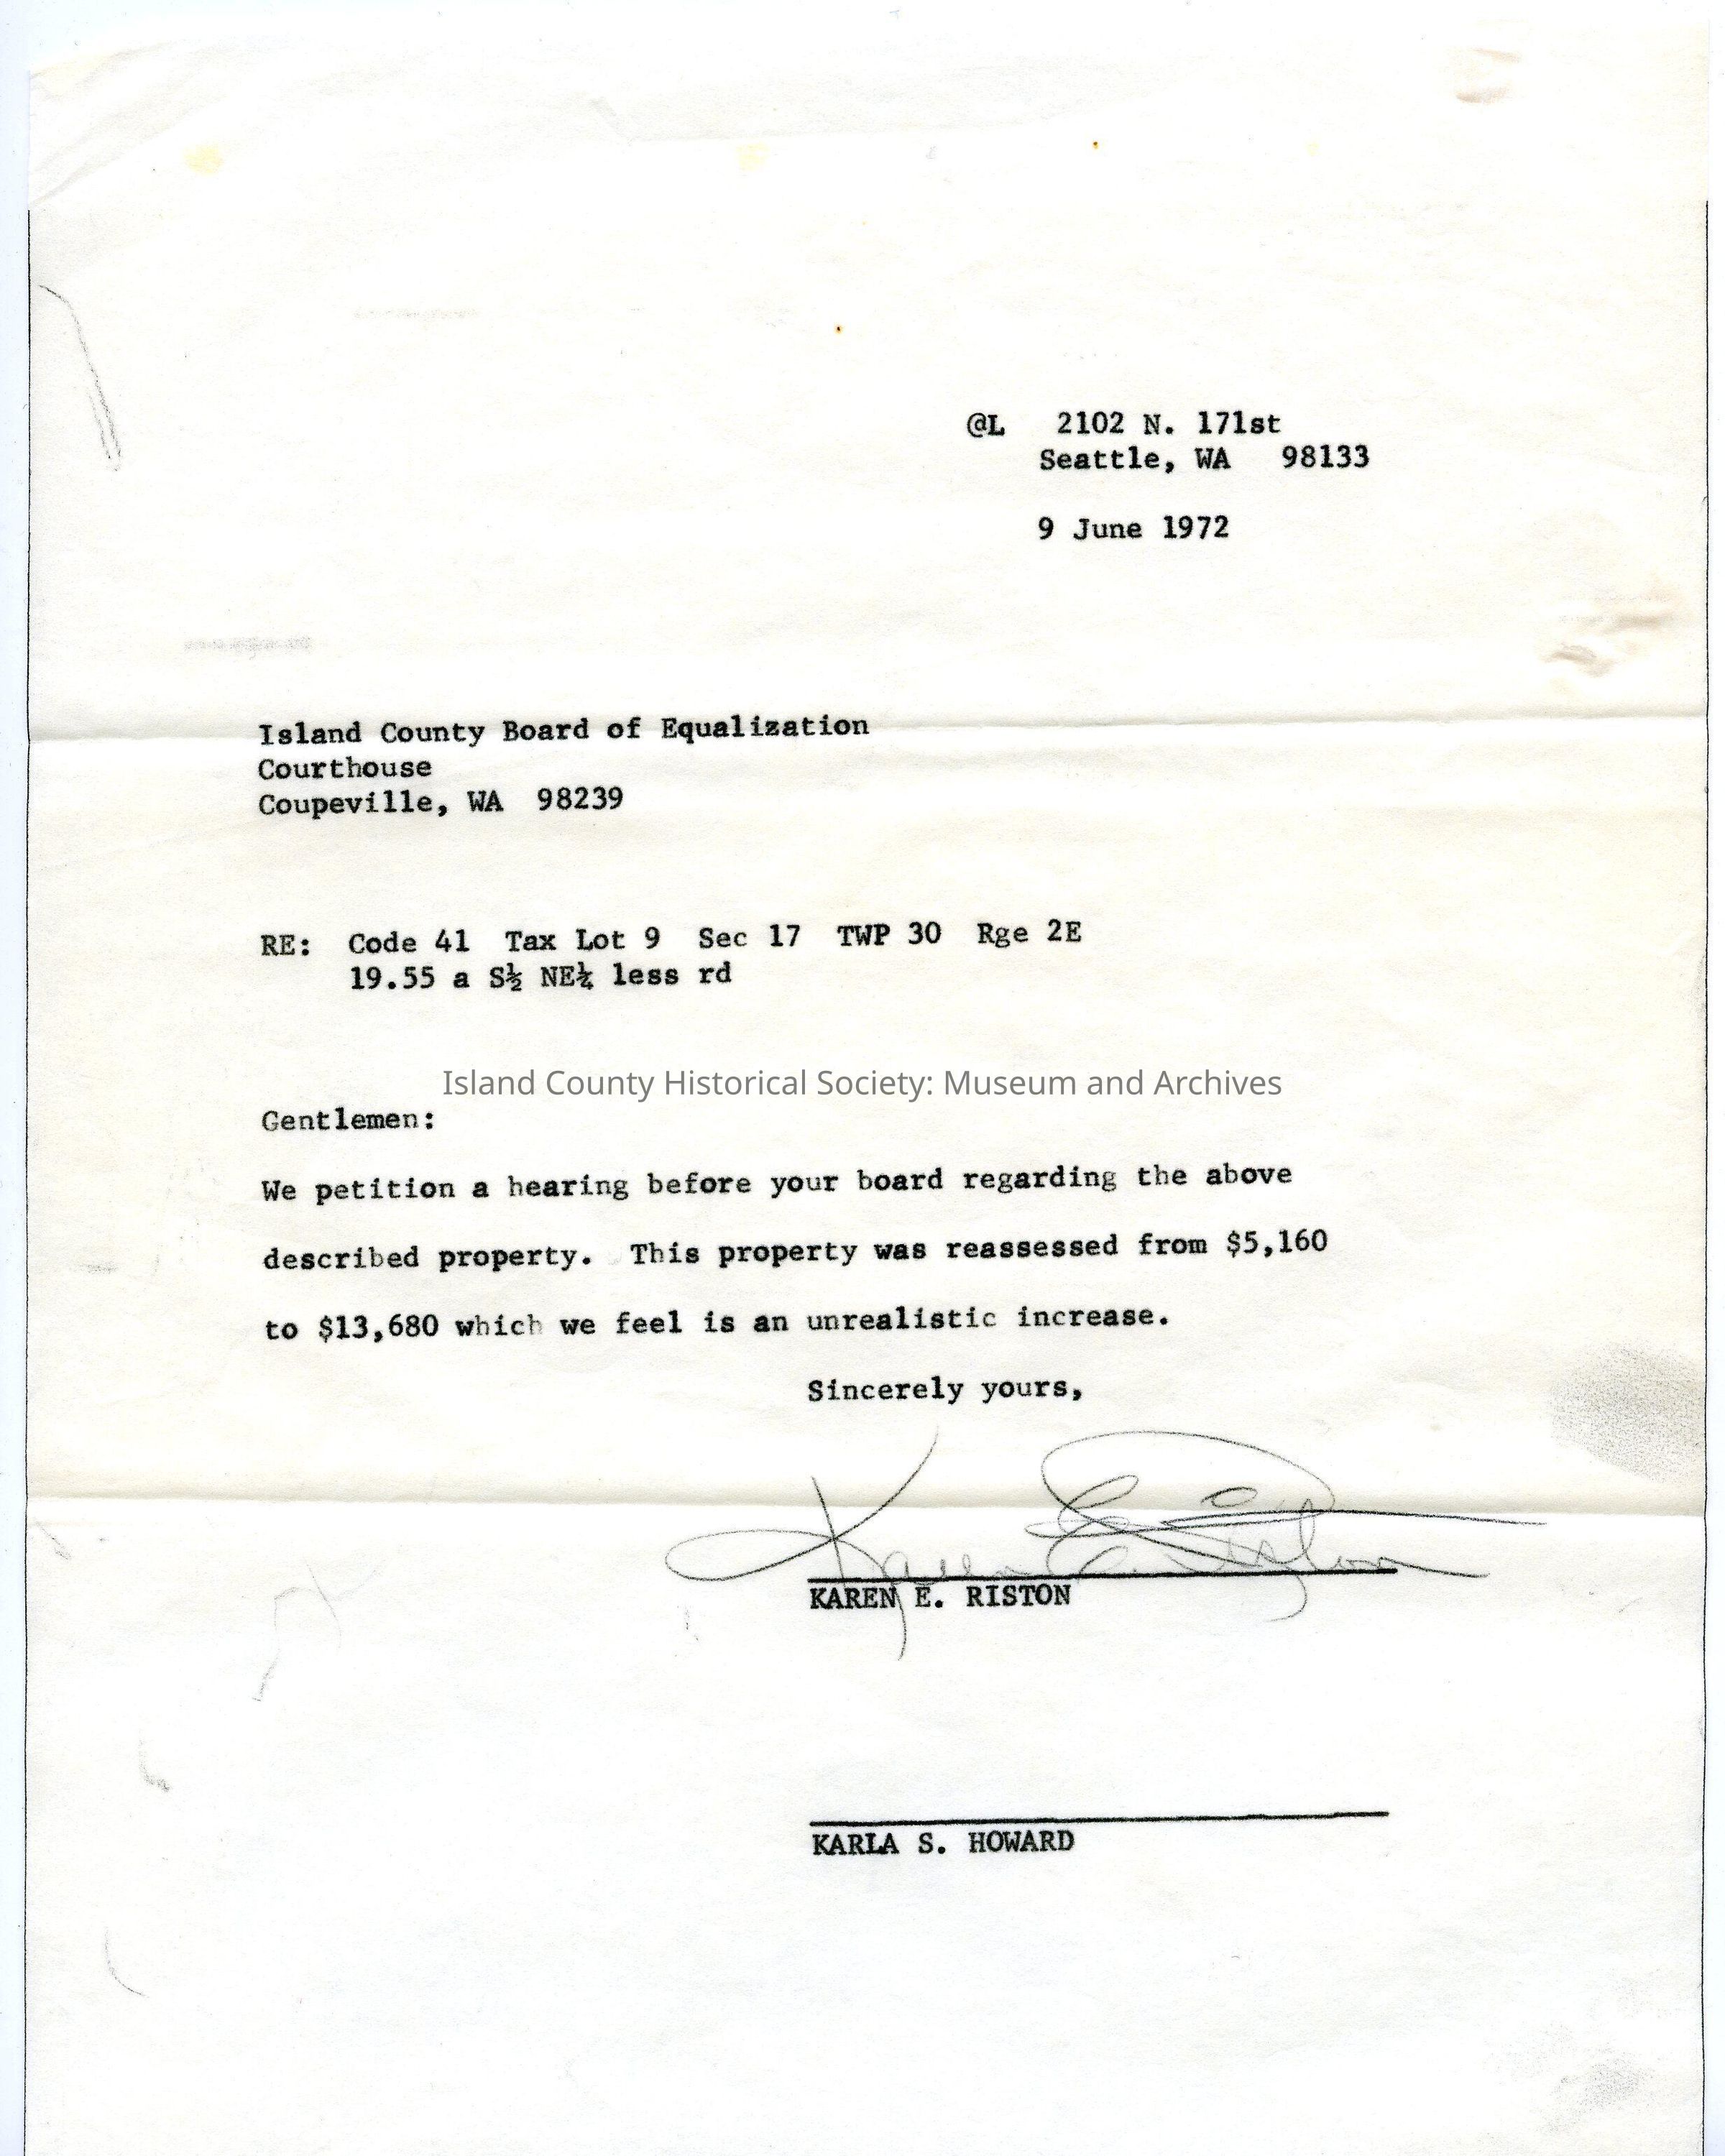 @L 2102 N. 171st
Seattle, WA 98133
9 June 1972
Island County Board of Equalization
Courthouse
Coupeville, WA 98239
RE: Code 41 Tax Lot 9 Sec 17 TWP 30 Rge 2E
19.55 a S½ NE¼ less rd
Island County Historical Society: Museum and Archives
Gentlemen:
We petition a hearing before your board regarding the above
described property. This property was reassessed from $5,160
to $13,680 which we feel is an unrealistic increase.
Sincerely yours,
Karen E. Riston
KAREN E. RISTON
KARLA S. HOWARD